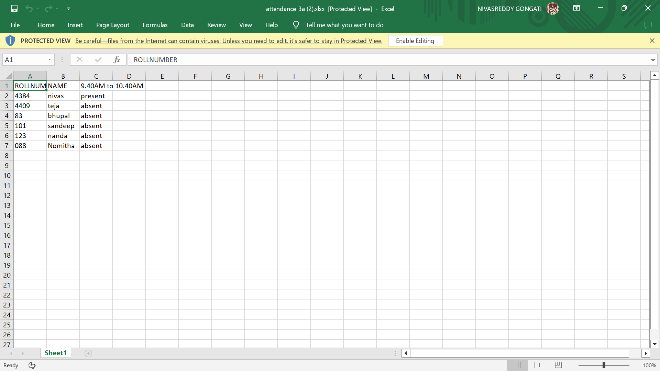 attendance 3a (2).xlsx [Protected View] - Excel
NIVASREDDY GONGATI
File Home Insert Page Layout Formulas Data Review View Help Tell me what you want to do
PROTECTED VIEW Be careful—files from the Internet can contain viruses. Unless you need to edit, it's safer to stay in Protected View. Enable Editing
A1 fx ROLLNUMBER
A B C D E F G H I J K L M N O P Q R S
1 ROLLNUM NAME 9.40AM to 10.40AM
2 4384 nivas present
3 4409 teja absent
4 83 bhupal absent
5 101 sandeep absent
6 123 nanda absent
7 088 Nomitha absent
8
9
10
11
12
13
14
15
16
17
18
19
20
21
22
23
24
25
26
27
Sheet1
Ready 100%